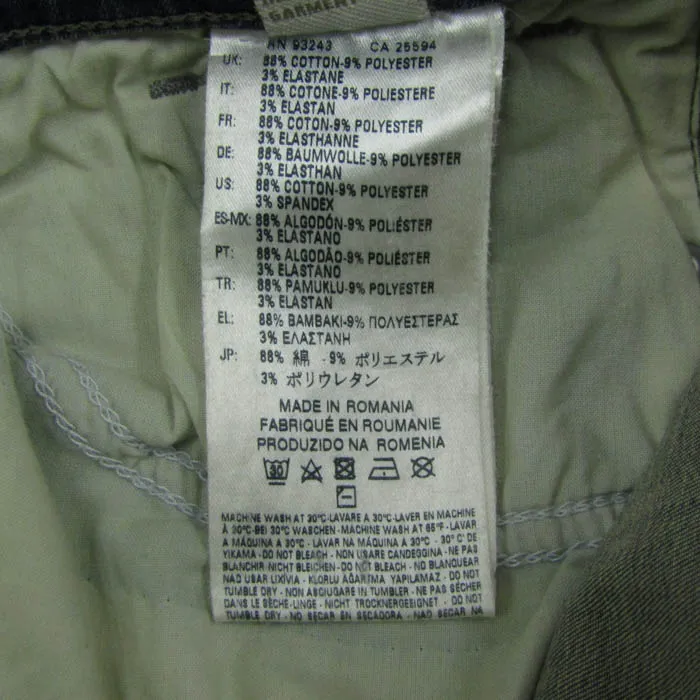 GARMENT
RN 93243 CA 25594
UK: 88% COTTON-9% POLYESTER
3% ELASTANE
IT: 88% COTONE-9% POLIESTERE
3% ELASTAN
FR: 88% COTON-9% POLYESTER
3% ELASTHANNE
DE: 88% BAUMWOLLE-9% POLYESTER
3% ELASTHAN
US: 88% COTTON-9% POLYESTER
3% SPANDEX
ES-MX: 88% ALGODÓN-9% POLIÉSTER
3% ELASTANO
PT: 88% ALGODÃO-9% POLIÉSTER
3% ELASTANO
TR: 88% PAMUKLU-9% POLYESTER
3% ELASTAN
EL: 88% BAMBAKI-9% ΠΟΛΥΕΣΤΕΡΑΣ
3% ΕΛΑΣΤΑΝΗ
JP: 88% 綿 -9% ポリエステル
3% ポリウレタン
MADE IN ROMANIA
FABRIQUÉ EN ROUMANIE
PRODUZIDO NA ROMENIA
30
MACHINE WASH AT 30°C-LAVARE A 30°C-LAVER EN MACHINE
À 30°C-BEI 30°C WASCHEN-MACHINE WASH AT 86°F-LAVAR
A MÁQUINA A 30°C- LAVAR NA MÁQUINA A 30°C - 30° C' DE
YIKAMA-DO NOT BLEACH - NON USARE CANDEGGINA-NE PAS
BLANCHIR-NICHT BLEICHEN-DO NOT BLEACH-NO BLANQUEAR
NÃO USAR LIXÍVIA - KLORLU AĞARTMA YAPILAMAZ - DO NOT
TUMBLE DRY - NON ASCIUGARE IN TUMBLER - NE PAS SÉCHER
DANS LE SÈCHE-LINGE - NICHT TROCKNERGEEIGNET - DO NOT
TUMBLE DRY - NO SECAR EN SECADORA - NÃO SECAR NA